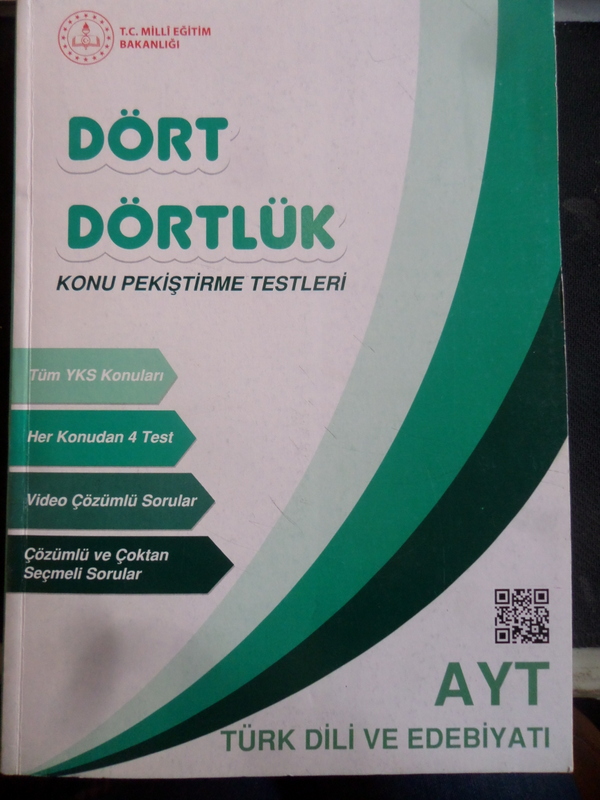 T.C. MİLLÎ EĞİTİM
BAKANLIĞI
DÖRT
DÖRTLÜK
KONU PEKİŞTİRME TESTLERİ
Tüm YKS Konuları
Her Konudan 4 Test
Video Çözümlü Sorular
Çözümlü ve Çoktan
Seçmeli Sorular
AYT
TÜRK DİLİ VE EDEBİYATI